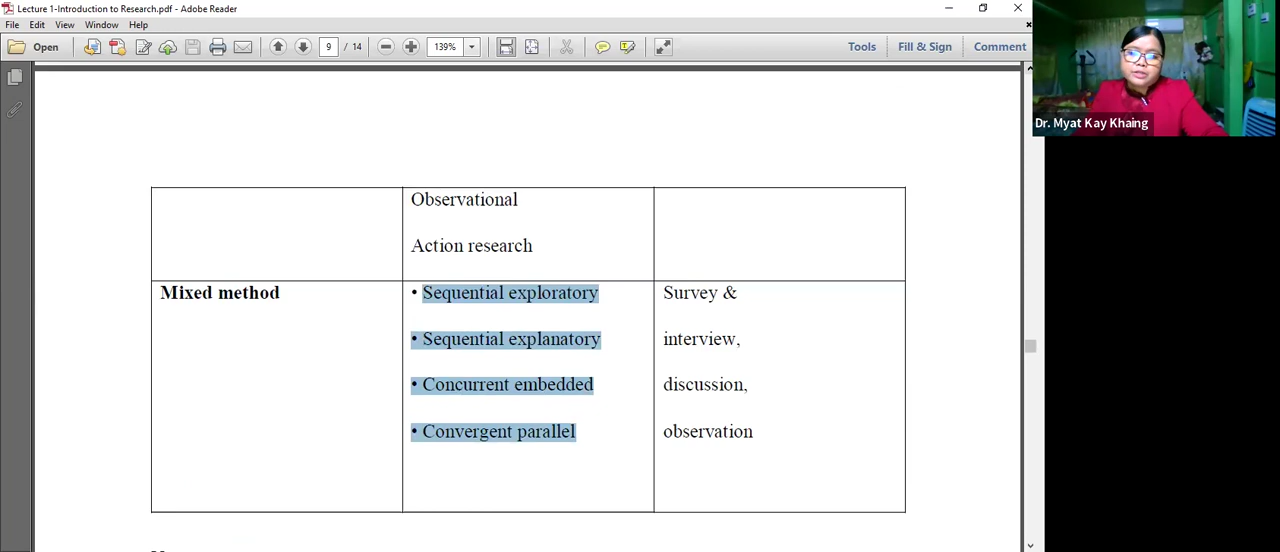 Lecture 1-Introduction to Research.pdf - Adobe Reader
File Edit View Window Help
Open 9 / 14 139% Tools Fill & Sign Comment
Dr. Myat Kay Khaing
Observational
Action research
Mixed method
• Sequential exploratory
• Sequential explanatory
• Concurrent embedded
• Convergent parallel
Survey &
interview,
discussion,
observation